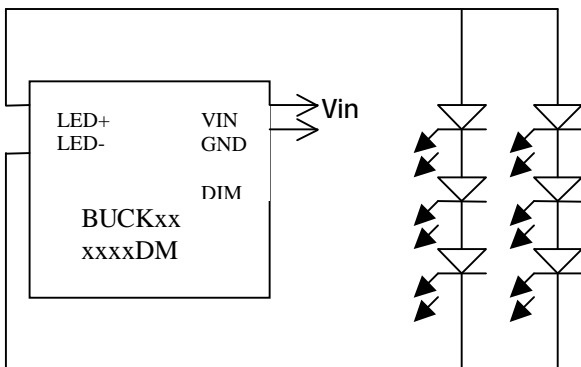 LED+ VIN
LED- GND
Vin
DIM
BUCKxx
xxxxDM